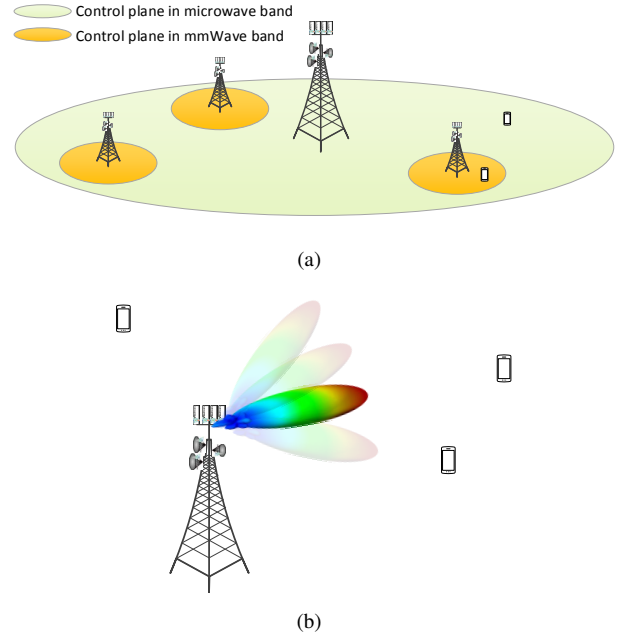 Control plane in microwave band
Control plane in mmWave band
(a)
(b)